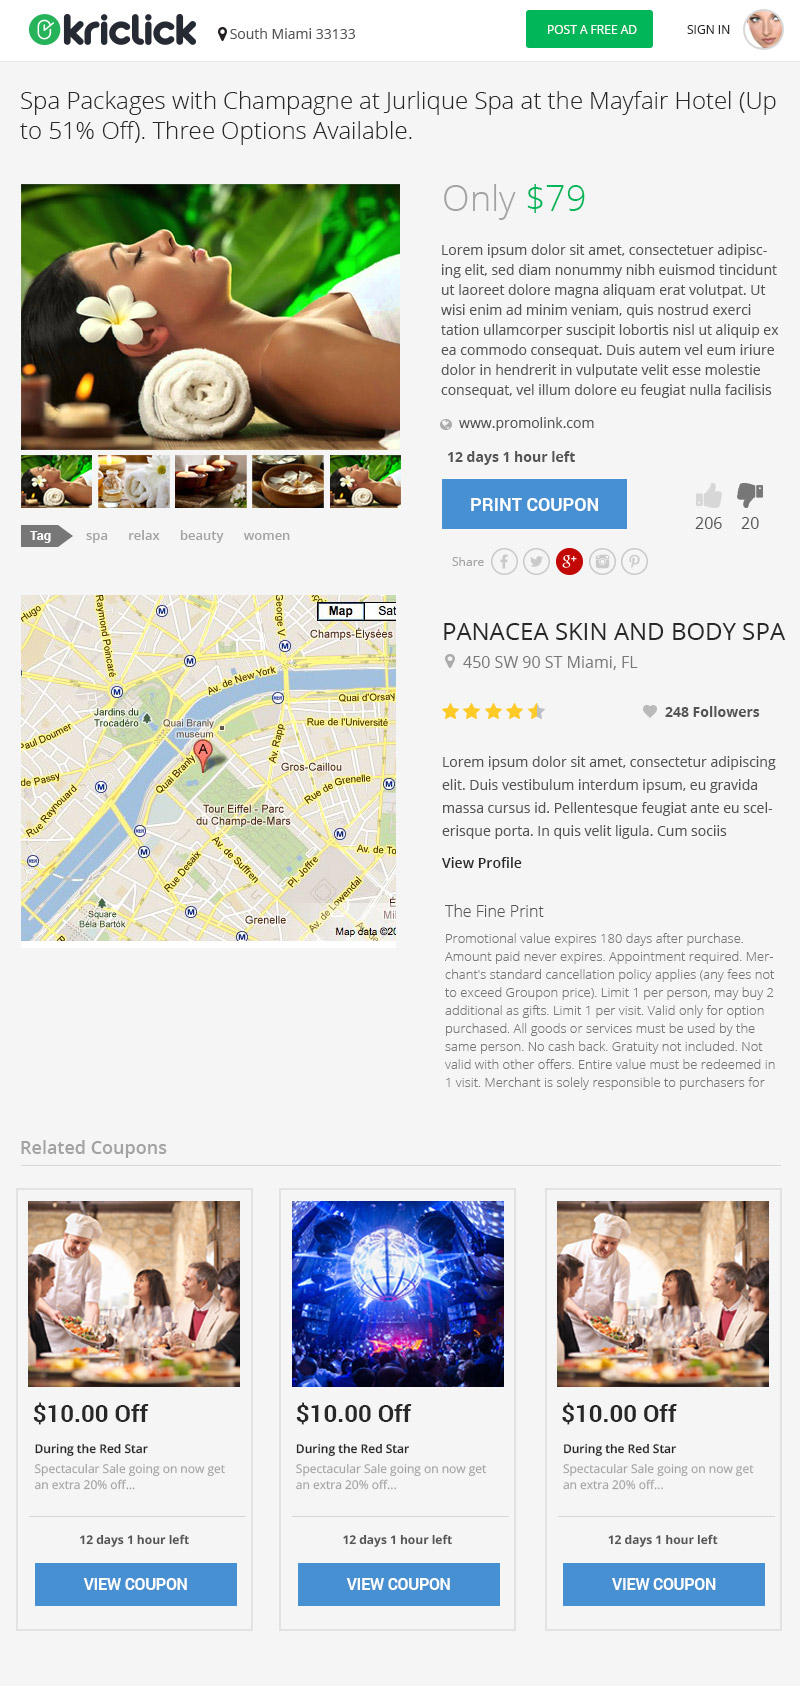 kriclick
South Miami 33133
POST A FREE AD
SIGN IN
Spa Packages with Champagne at Jurlique Spa at the Mayfair Hotel (Up
to 51% Off). Three Options Available.
Only $79
Lorem ipsum dolor sit amet, consectetuer adipisc-
ing elit, sed diam nonummy nibh euismod tincidunt
ut laoreet dolore magna aliquam erat volutpat. Ut
wisi enim ad minim veniam, quis nostrud exerci
tation ullamcorper suscipit lobortis nisl ut aliquip ex
ea commodo consequat. Duis autem vel eum iriure
dolor in hendrerit in vulputate velit esse molestie
consequat, vel illum dolore eu feugiat nulla facilisis
www.promolink.com
12 days 1 hour left
PRINT COUPON
206 20
Tag spa relax beauty women
Share
Map Sat
Hugo
Raymond Poincaré
George V
Champs-Élysées
Av. de New York
Quai d'Orsay
Jardins du
Trocadéro
Quai Branly
museum
Rue de l'Université
Paul Doumer
Av. Rapp
A
Quai Branly
Gros-Caillou
de Passy
Rue de Grenelle
Rue Raynouard
Tour Eiffel - Parc
du Champ-de-Mars
Av. de To
Av. de Suffren
Rue Desaix
Pl. Joffre
Av. de Lowendal
Square
Béla Bartók
Grenelle
Map data ©20
PANACEA SKIN AND BODY SPA
450 SW 90 ST Miami, FL
248 Followers
Lorem ipsum dolor sit amet, consectetur adipiscing
elit. Duis vestibulum interdum ipsum, eu gravida
massa cursus id. Pellentesque feugiat ante eu scel-
erisque porta. In quis velit ligula. Cum sociis
View Profile
The Fine Print
Promotional value expires 180 days after purchase.
Amount paid never expires. Appointment required. Mer-
chant's standard cancellation policy applies (any fees not
to exceed Groupon price). Limit 1 per person, may buy 2
additional as gifts. Limit 1 per visit. Valid only for option
purchased. All goods or services must be used by the
same person. No cash back. Gratuity not included. Not
valid with other offers. Entire value must be redeemed in
1 visit. Merchant is solely responsible to purchasers for
Related Coupons
$10.00 Off
During the Red Star
Spectacular Sale going on now get
an extra 20% off...
12 days 1 hour left
VIEW COUPON
$10.00 Off
During the Red Star
Spectacular Sale going on now get
an extra 20% off...
12 days 1 hour left
VIEW COUPON
$10.00 Off
During the Red Star
Spectacular Sale going on now get
an extra 20% off...
12 days 1 hour left
VIEW COUPON